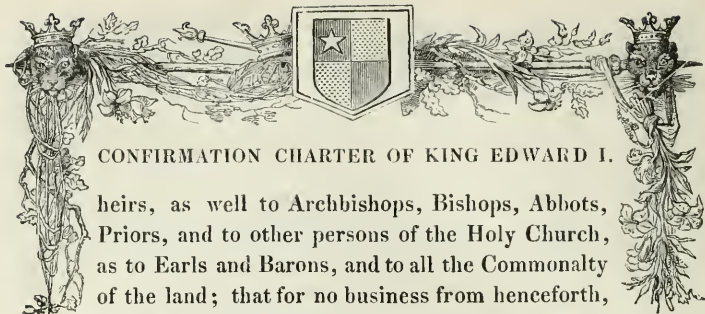 CONFIRMATION CHARTER OF KING EDWARD I.
heirs, as well to Archbishops, Bishops, Abbots,
Priors, and to other persons of the Holy Church,
as to Earls and Barons, and to all the Commonalty
of the land; that for no business from henceforth,